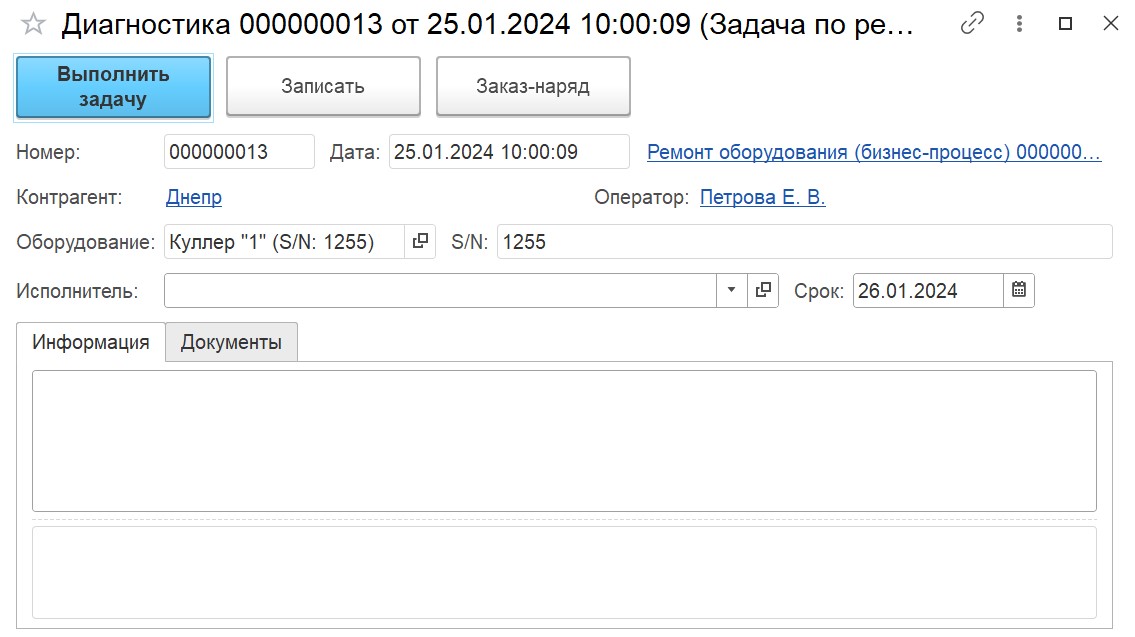 Диагностика 000000013 от 25.01.2024 10:00:09 (Задача по ре...
Выполнить
задачу
Записать
Заказ-наряд
Номер: 000000013 Дата: 25.01.2024 10:00:09 Ремонт оборудования (бизнес-процесс) 000000...
Контрагент: Днепр Оператор: Петрова Е. В.
Оборудование: Куллер "1" (S/N: 1255) S/N: 1255
Исполнитель: Срок: 26.01.2024
Информация Документы